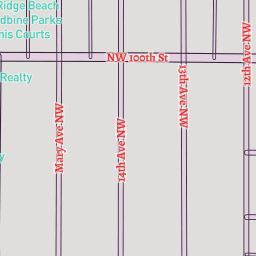 Ridge Beach
dbine Parks
nis Courts
NW 100th St
12th Ave NW
Realty
13th Ave NW
Mary Ave NW
14th Ave NW
y